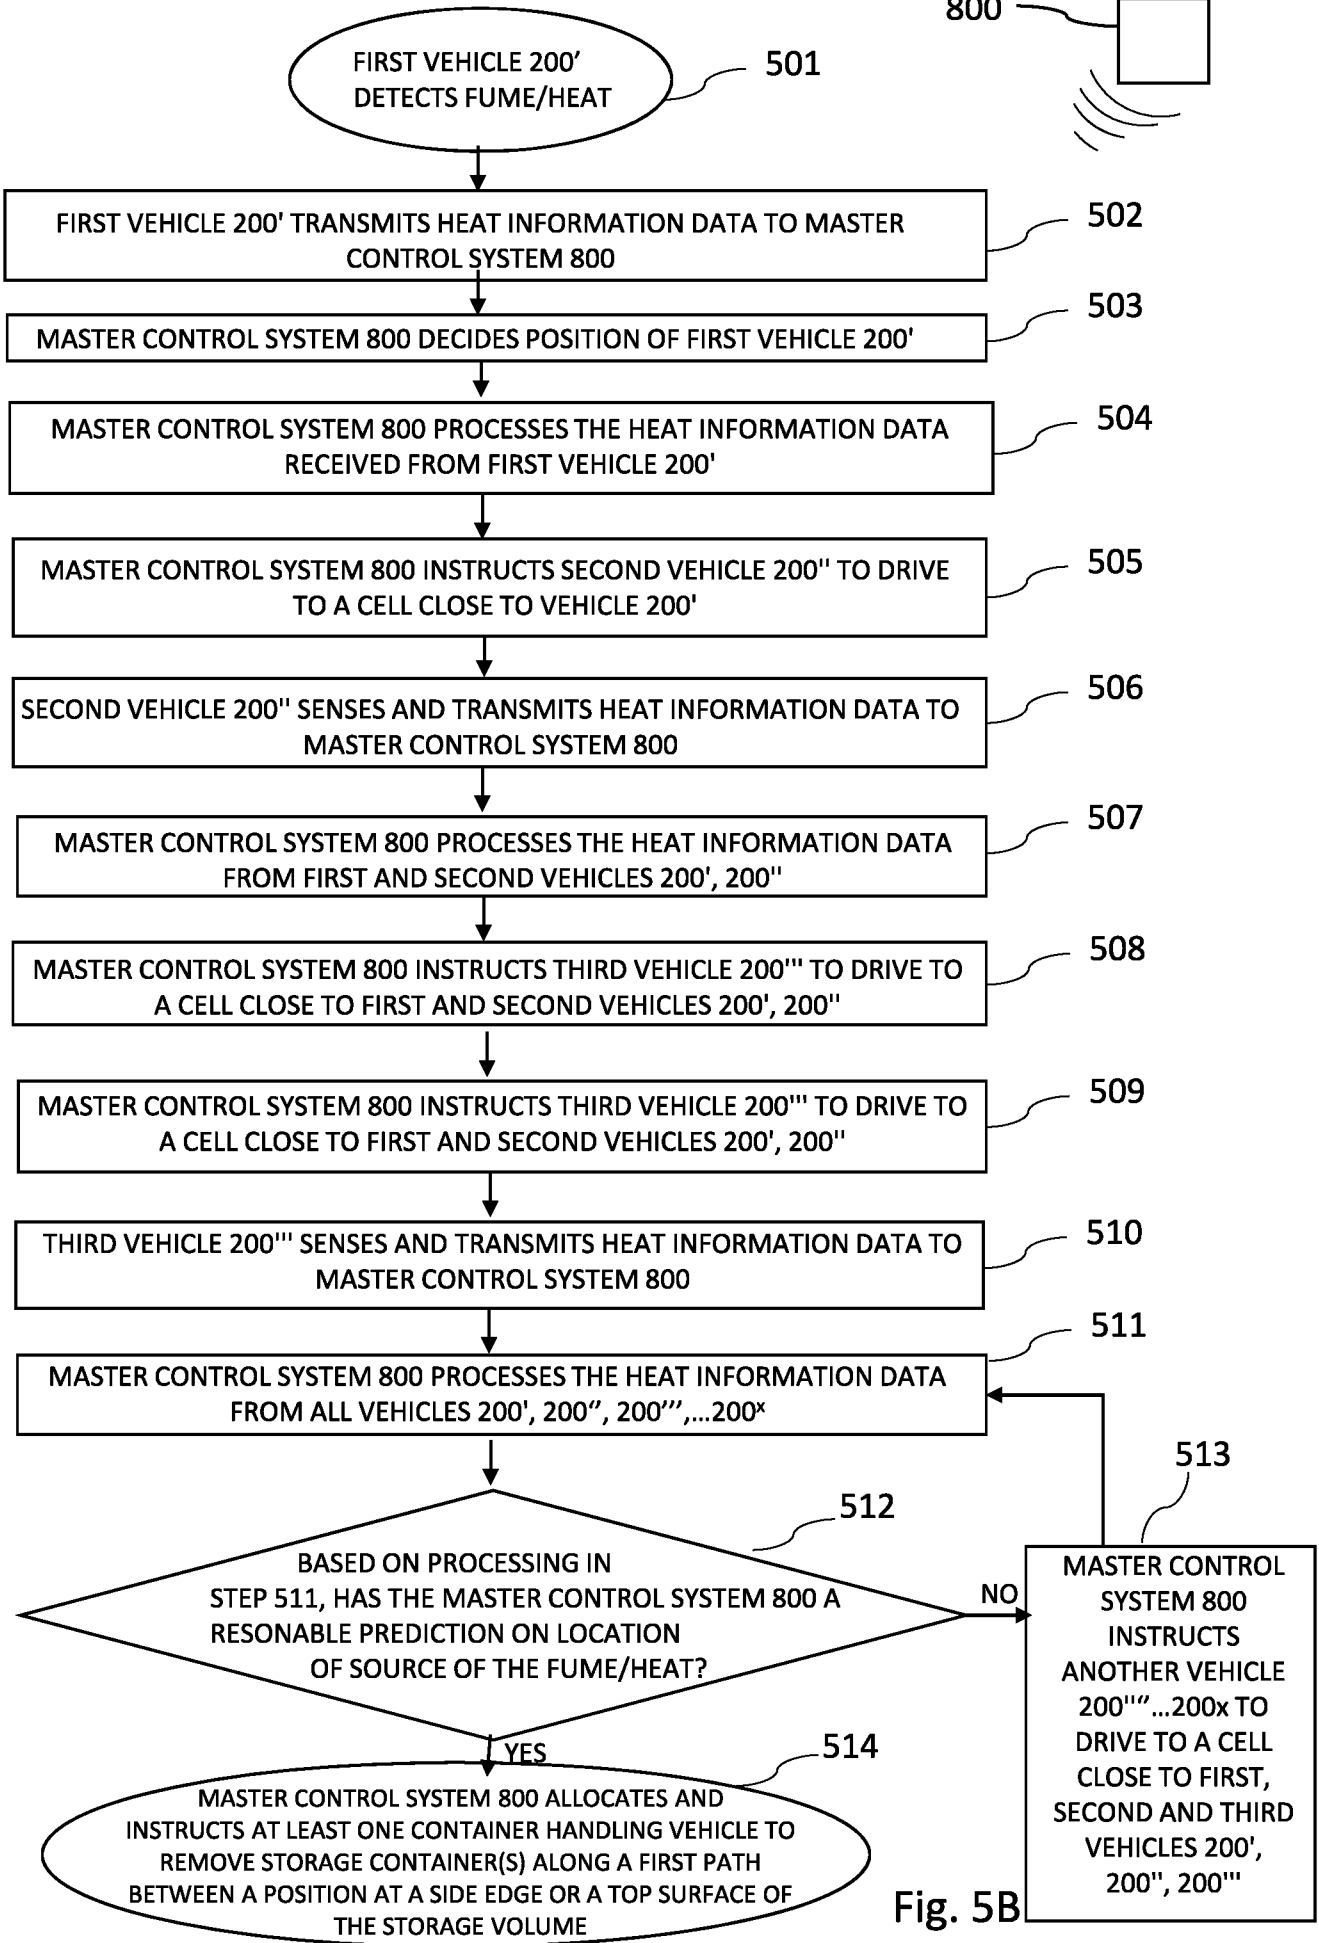 800
FIRST VEHICLE 200′
DETECTS FUME/HEAT
501
FIRST VEHICLE 200' TRANSMITS HEAT INFORMATION DATA TO MASTER
CONTROL SYSTEM 800
502
MASTER CONTROL SYSTEM 800 DECIDES POSITION OF FIRST VEHICLE 200'
503
MASTER CONTROL SYSTEM 800 PROCESSES THE HEAT INFORMATION DATA
RECEIVED FROM FIRST VEHICLE 200'
504
MASTER CONTROL SYSTEM 800 INSTRUCTS SECOND VEHICLE 200'' TO DRIVE
TO A CELL CLOSE TO VEHICLE 200'
505
SECOND VEHICLE 200'' SENSES AND TRANSMITS HEAT INFORMATION DATA TO
MASTER CONTROL SYSTEM 800
506
MASTER CONTROL SYSTEM 800 PROCESSES THE HEAT INFORMATION DATA
FROM FIRST AND SECOND VEHICLES 200', 200''
507
MASTER CONTROL SYSTEM 800 INSTRUCTS THIRD VEHICLE 200''' TO DRIVE TO
A CELL CLOSE TO FIRST AND SECOND VEHICLES 200', 200''
508
MASTER CONTROL SYSTEM 800 INSTRUCTS THIRD VEHICLE 200''' TO DRIVE TO
A CELL CLOSE TO FIRST AND SECOND VEHICLES 200', 200''
509
THIRD VEHICLE 200''' SENSES AND TRANSMITS HEAT INFORMATION DATA TO
MASTER CONTROL SYSTEM 800
510
MASTER CONTROL SYSTEM 800 PROCESSES THE HEAT INFORMATION DATA
FROM ALL VEHICLES 200', 200″, 200‴,...200ˣ
511
BASED ON PROCESSING IN
STEP 511, HAS THE MASTER CONTROL SYSTEM 800 A
RESONABLE PREDICTION ON LOCATION
OF SOURCE OF THE FUME/HEAT?
512
NO
513
MASTER CONTROL
SYSTEM 800
INSTRUCTS
ANOTHER VEHICLE
200''″...200x TO
DRIVE TO A CELL
CLOSE TO FIRST,
SECOND AND THIRD
VEHICLES 200',
200'', 200'''
YES
514
MASTER CONTROL SYSTEM 800 ALLOCATES AND
INSTRUCTS AT LEAST ONE CONTAINER HANDLING VEHICLE TO
REMOVE STORAGE CONTAINER(S) ALONG A FIRST PATH
BETWEEN A POSITION AT A SIDE EDGE OR A TOP SURFACE OF
THE STORAGE VOLUME
Fig. 5B